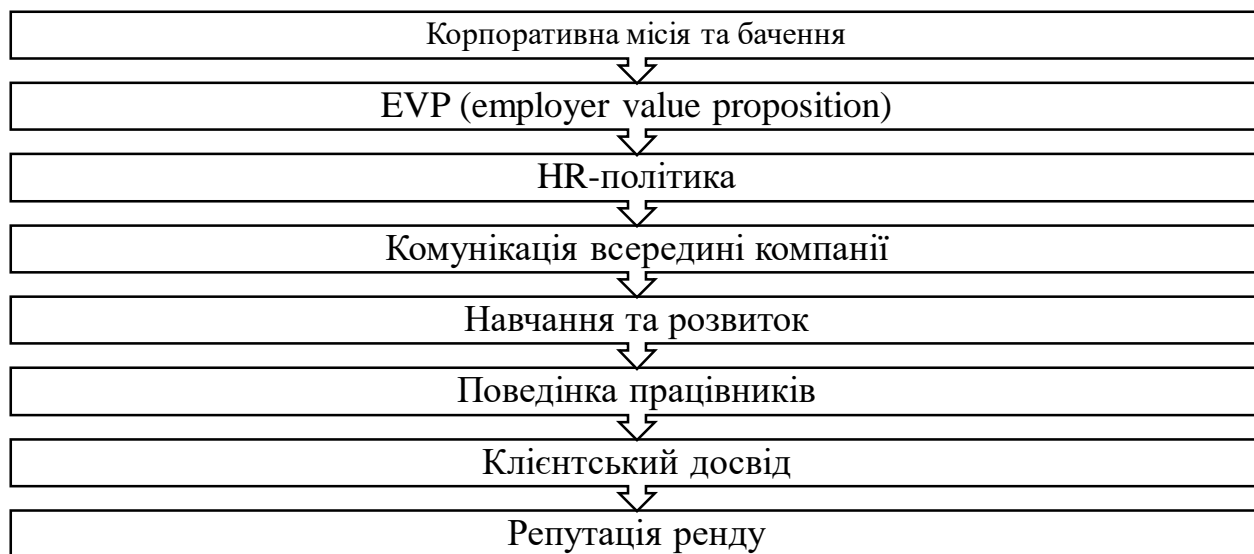 Корпоративна місія та бачення
EVP (employer value proposition)
HR-політика
Комунікація всередині компанії
Навчання та розвиток
Поведінка працівників
Клієнтський досвід
Репутація ренду